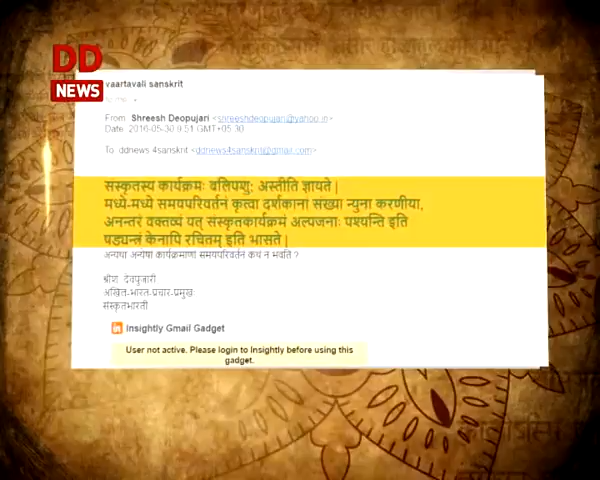 DD
NEWS
vaartavali sanskrit
From: Shreesh Deopujari <shreeshdeopujari@yahoo.in>
Date: 2016-05-30 9:51 GMT+05:30
To: ddnews 4sanskrit <ddnews4sanskrit@gmail.com>
संस्कृतस्य कार्यक्रमः बलिपशुः अस्तीति ज्ञायते |
मध्ये-मध्ये समयपरिवर्तनं कृत्वा दर्शकाना संख्या न्युना करणीया,
अनन्तरं वक्तव्यं यत् संस्कृतकार्यक्रमं अल्पजनाः पश्यन्ति इति
षड्यन्त्रं केनापि रचितम् इति भासते |
अन्यथा अन्येषा कार्यक्रमाणा समयपरिवर्तनं कथं न भवति ?
श्रीश देवपुजारी
अखिल-भारत-प्रचार-प्रमुखः
संस्कृतभारती
Insightly Gmail Gadget
User not active. Please login to Insightly before using this
gadget.